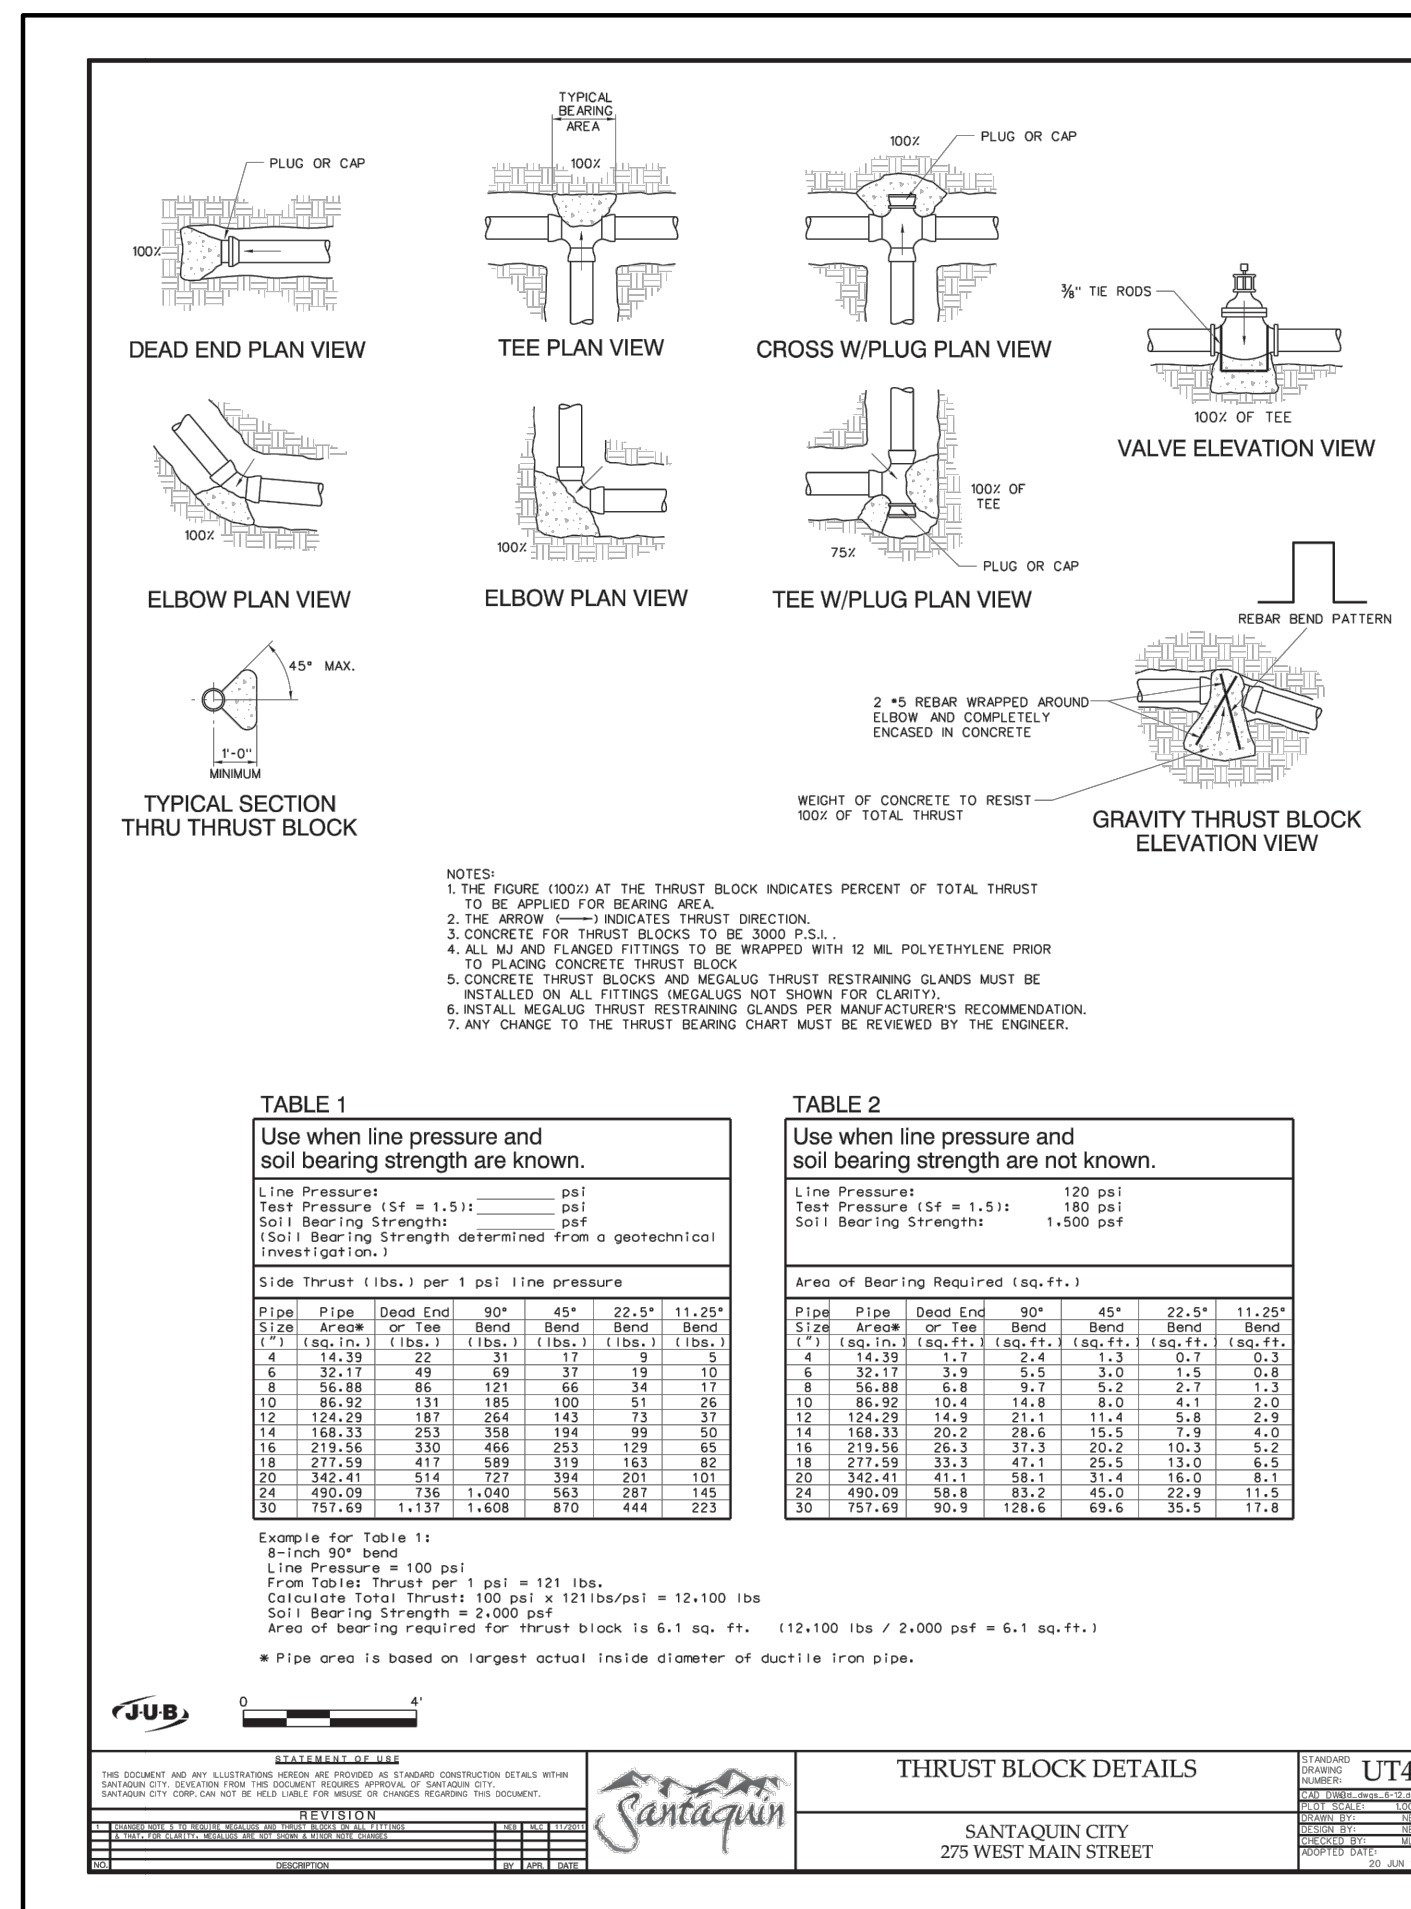 TYPICAL
BEARING
AREA
100%
PLUG OR CAP
100%
DEAD END PLAN VIEW
TEE PLAN VIEW
100%
PLUG OR CAP
CROSS W/PLUG PLAN VIEW
⅜" TIE RODS
100% OF TEE
VALVE ELEVATION VIEW
100%
ELBOW PLAN VIEW
100%
ELBOW PLAN VIEW
100% OF
TEE
75%
PLUG OR CAP
TEE W/PLUG PLAN VIEW
REBAR BEND PATTERN
45° MAX.
1'-0"
MINIMUM
TYPICAL SECTION
THRU THRUST BLOCK
2 #5 REBAR WRAPPED AROUND
ELBOW AND COMPLETELY
ENCASED IN CONCRETE
WEIGHT OF CONCRETE TO RESIST
100% OF TOTAL THRUST
GRAVITY THRUST BLOCK
ELEVATION VIEW
NOTES:
1. THE FIGURE (100%) AT THE THRUST BLOCK INDICATES PERCENT OF TOTAL THRUST
TO BE APPLIED FOR BEARING AREA.
2. THE ARROW (⟶) INDICATES THRUST DIRECTION.
3. CONCRETE FOR THRUST BLOCKS TO BE 3000 P.S.I. .
4. ALL MJ AND FLANGED FITTINGS TO BE WRAPPED WITH 12 MIL POLYETHYLENE PRIOR
TO PLACING CONCRETE THRUST BLOCK
5. CONCRETE THRUST BLOCKS AND MEGALUG THRUST RESTRAINING GLANDS MUST BE
INSTALLED ON ALL FITTINGS (MEGALUGS NOT SHOWN FOR CLARITY).
6. INSTALL MEGALUG THRUST RESTRAINING GLANDS PER MANUFACTURER'S RECOMMENDATION.
7. ANY CHANGE TO THE THRUST BEARING CHART MUST BE REVIEWED BY THE ENGINEER.
TABLE 1
Use when line pressure and
soil bearing strength are known.
Line Pressure: ________ psi
Test Pressure (Sf = 1.5): ________ psi
Soil Bearing Strength: ________ psf
(Soil Bearing Strength determined from a geotechnical
investigation.)
Side Thrust (lbs.) per 1 psi line pressure
Pipe Pipe Dead End 90° 45° 22.5° 11.25°
Size Area* or Tee Bend Bend Bend Bend
(") (sq.in.) (lbs.) (lbs.) (lbs.) (lbs.) (lbs.)
4 14.39 22 31 17 9 5
6 32.17 49 69 37 19 10
8 56.88 86 121 66 34 17
10 86.92 131 185 100 51 26
12 124.29 187 264 143 73 37
14 168.33 253 358 194 99 50
16 219.56 330 466 253 129 65
18 277.59 417 589 319 163 82
20 342.41 514 727 394 201 101
24 490.09 736 1,040 563 287 145
30 757.69 1,137 1,608 870 444 223
TABLE 2
Use when line pressure and
soil bearing strength are not known.
Line Pressure: 120 psi
Test Pressure (Sf = 1.5): 180 psi
Soil Bearing Strength: 1,500 psf
Area of Bearing Required (sq.ft.)
Pipe Pipe Dead End 90° 45° 22.5° 11.25°
Size Area* or Tee Bend Bend Bend Bend
(") (sq.in.) (sq.ft.) (sq.ft.) (sq.ft.) (sq.ft.) (sq.ft.
4 14.39 1.7 2.4 1.3 0.7 0.3
6 32.17 3.9 5.5 3.0 1.5 0.8
8 56.88 6.8 9.7 5.2 2.7 1.3
10 86.92 10.4 14.8 8.0 4.1 2.0
12 124.29 14.9 21.1 11.4 5.8 2.9
14 168.33 20.2 28.6 15.5 7.9 4.0
16 219.56 26.3 37.3 20.2 10.3 5.2
18 277.59 33.3 47.1 25.5 13.0 6.5
20 342.41 41.1 58.1 31.4 16.0 8.1
24 490.09 58.8 83.2 45.0 22.9 11.5
30 757.69 90.9 128.6 69.6 35.5 17.8
Example for Table 1:
8-inch 90° bend
Line Pressure = 100 psi
From Table: Thrust per 1 psi = 121 lbs.
Calculate Total Thrust: 100 psi x 121lbs/psi = 12,100 lbs
Soil Bearing Strength = 2,000 psf
Area of bearing required for thrust block is 6.1 sq. ft. (12,100 lbs / 2,000 psf = 6.1 sq.ft.)
* Pipe area is based on largest actual inside diameter of ductile iron pipe.
J·U·B
0 4'
STATEMENT OF USE
THIS DOCUMENT AND ANY ILLUSTRATIONS HEREON ARE PROVIDED AS STANDARD CONSTRUCTION DETAILS WITHIN
SANTAQUIN CITY. DEVEATION FROM THIS DOCUMENT REQUIRES APPROVAL OF SANTAQUIN CITY.
SANTAQUIN CITY CORP. CAN NOT BE HELD LIABLE FOR MISUSE OR CHANGES REGARDING THIS DOCUMENT.
REVISION
1 CHANGED NOTE 5 TO REQUIRE MEGALUGS AND THRUST BLOCKS ON ALL FITTINGS NEB MLC 11/2011
& THAT, FOR CLARITY, MEGALUGS ARE NOT SHOWN & MINOR NOTE CHANGES
NO. DESCRIPTION BY APR. DATE
Santaquin
THRUST BLOCK DETAILS
SANTAQUIN CITY
275 WEST MAIN STREET
STANDARD
DRAWING
NUMBER: UT4
PLOT SCALE: 1.0
DRAWN BY:
DESIGN BY:
CHECKED BY:
ADOPTED DATE:
20 JUN